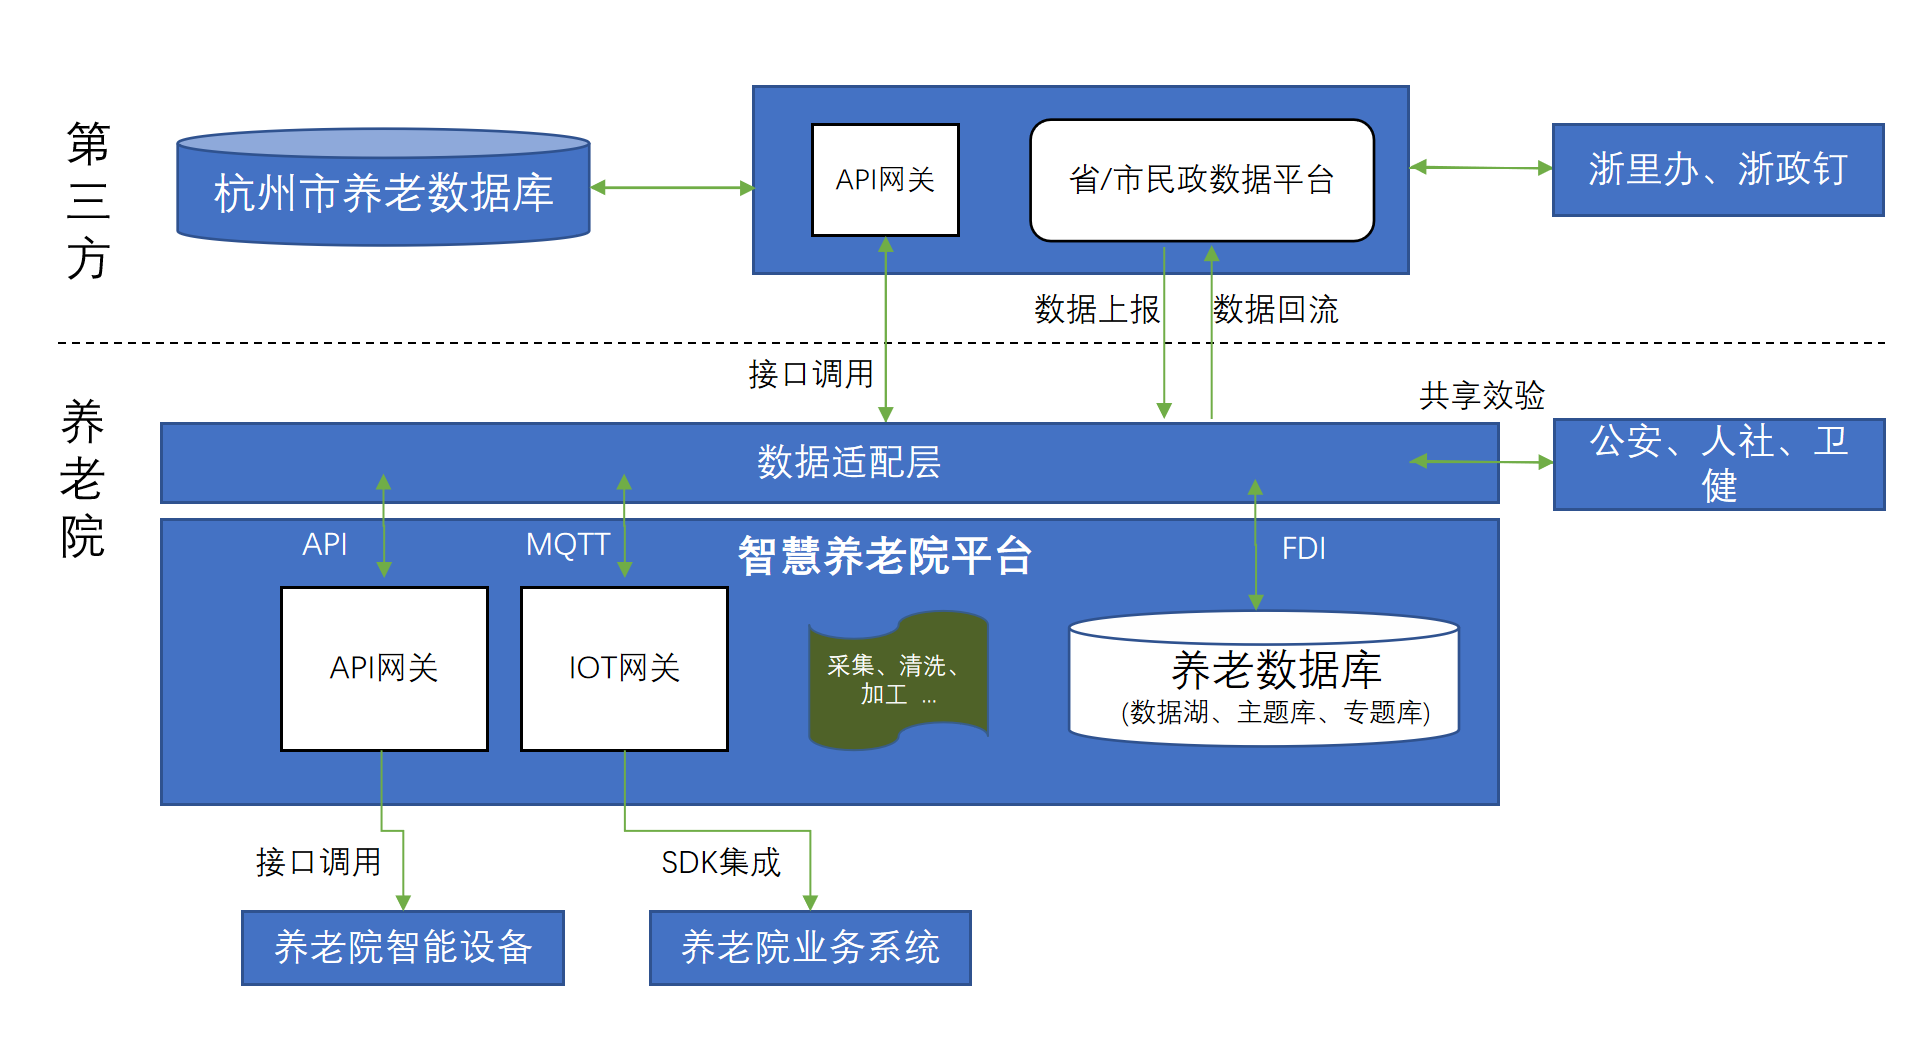 第
三
方
杭州市养老数据库
API网关
省/市民政数据平台
浙里办、浙政钉
数据上报
数据回流
接口调用
共享效验
养
老
院
数据适配层
公安、人社、卫
健
API
MQTT
智慧养老院平台
FDI
API网关
IOT网关
采集、清洗、
加工 ...
养老数据库
(数据湖、主题库、专题库)
接口调用
SDK集成
养老院智能设备
养老院业务系统